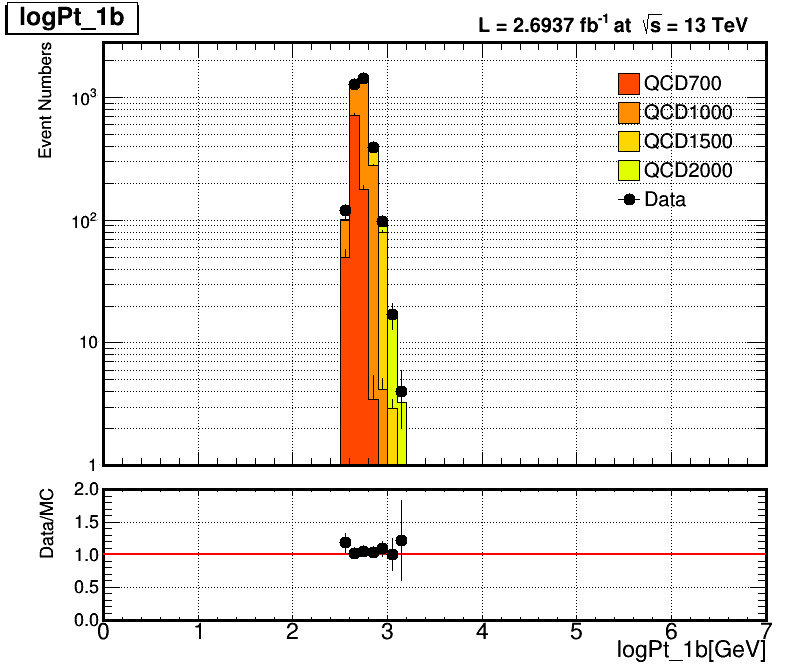 logPt_1b
L = 2.6937 fb⁻¹ at √s = 13 TeV
Event Numbers
10³
10²
10
1
QCD700
QCD1000
QCD1500
QCD2000
Data
Data/MC
2.0
1.5
1.0
0.5
0.0
0 1 2 3 4 5 6 7
logPt_1b[GeV]